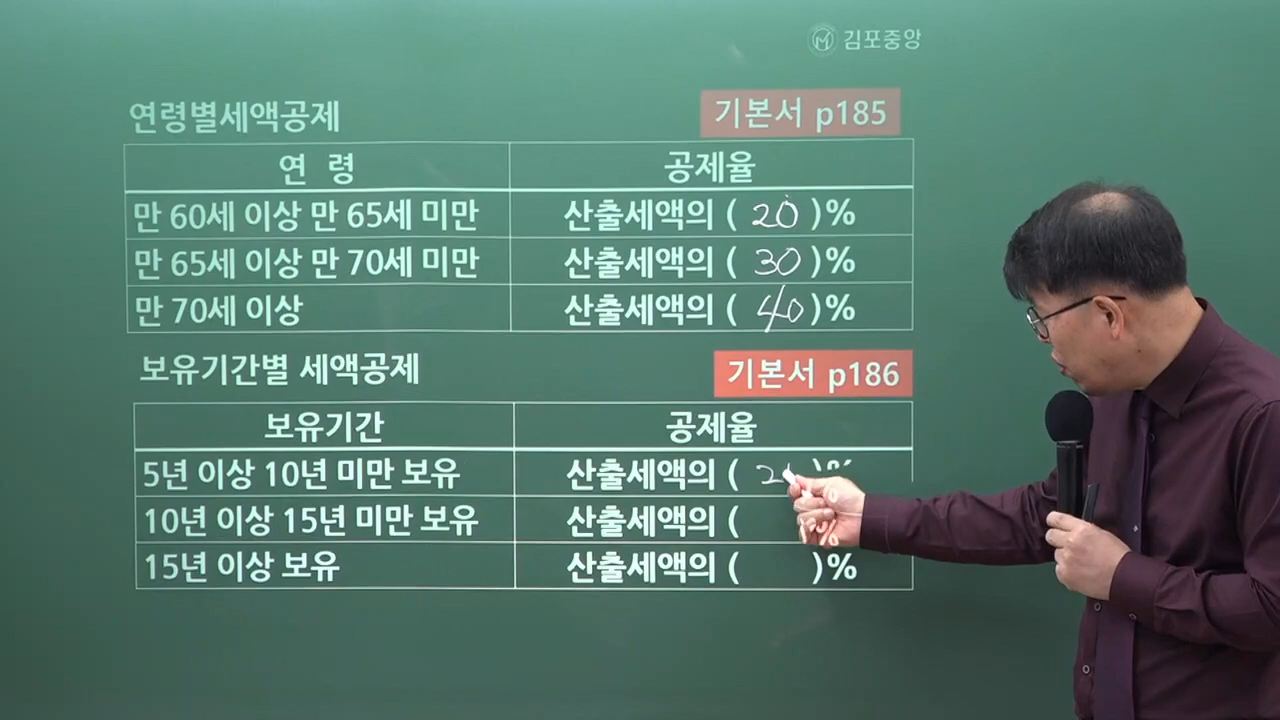 김포중앙
연령별세액공제 기본서 p185
연 령 공제율
만 60세 이상 만 65세 미만 산출세액의 ( 20 )%
만 65세 이상 만 70세 미만 산출세액의 ( 30 )%
만 70세 이상 산출세액의 ( 40 )%
보유기간별 세액공제 기본서 p186
보유기간 공제율
5년 이상 10년 미만 보유 산출세액의 ( 2 )%
10년 이상 15년 미만 보유 산출세액의 (
15년 이상 보유 산출세액의 ( )%